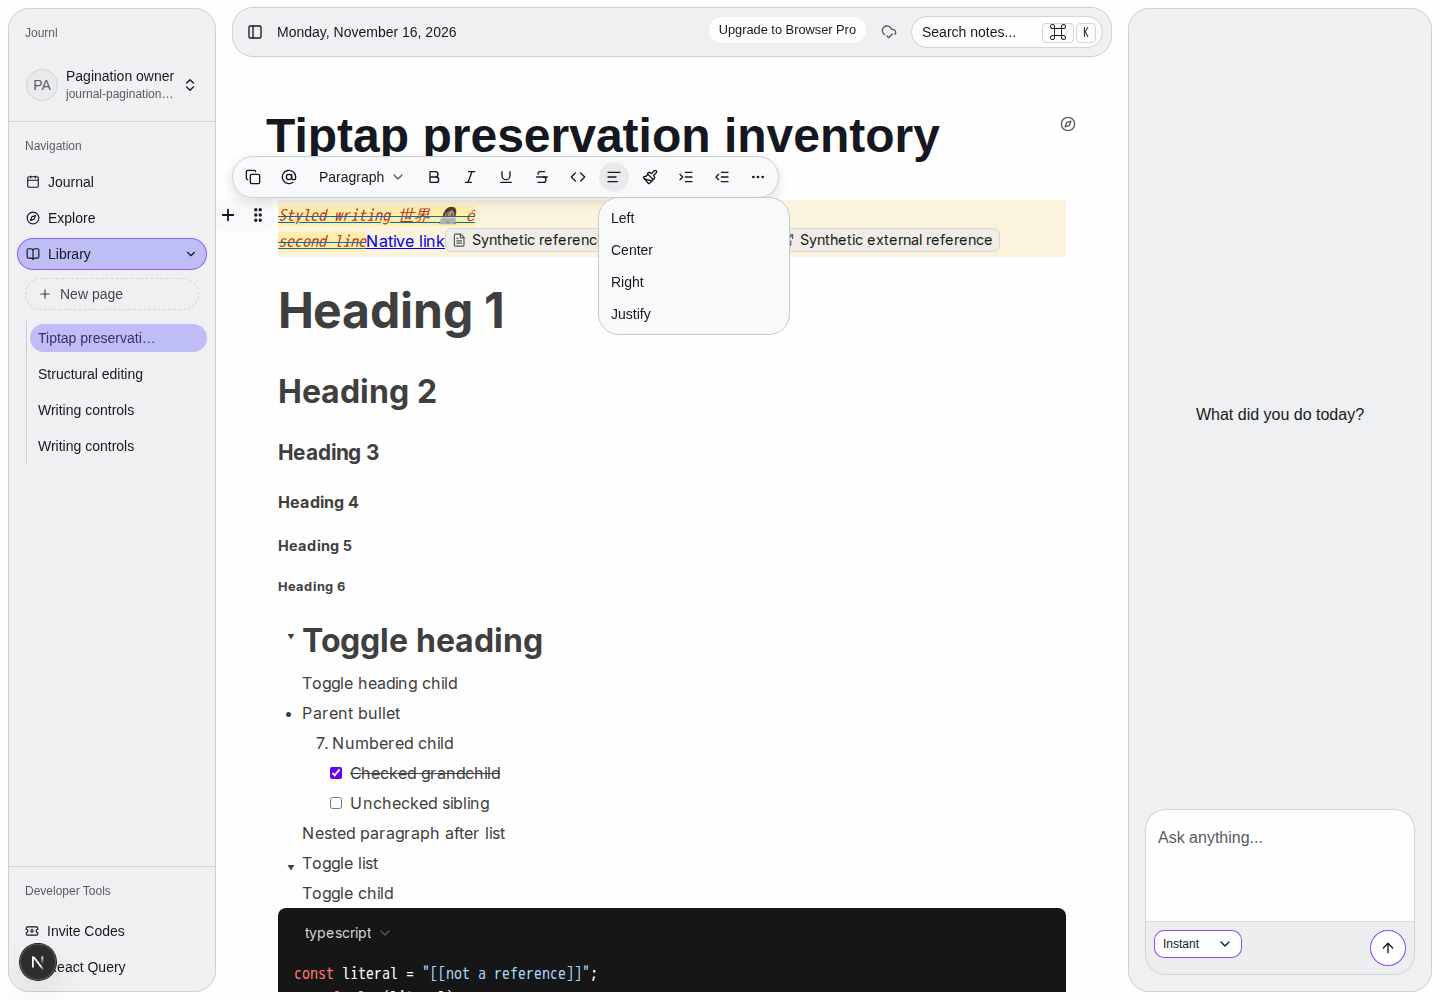 Journl
PA
Pagination owner
journal-pagination…
Navigation
Journal
Explore
Library
New page
Tiptap preservati…
Structural editing
Writing controls
Writing controls
Developer Tools
Invite Codes
eact Query
N
Monday, November 16, 2026
Upgrade to Browser Pro
Search notes...
⌘ K
Tiptap preservation inventory
Paragraph
Styled writing 世界 é
second lineNative link Synthetic referenc Synthetic external reference
Left
Center
Right
Justify
Heading 1
Heading 2
Heading 3
Heading 4
Heading 5
Heading 6
Toggle heading
Toggle heading child
• Parent bullet
7. Numbered child
Checked grandchild
Unchecked sibling
Nested paragraph after list
Toggle list
Toggle child
typescript
const literal = "[[not a reference]]";
What did you do today?
Ask anything...
Instant